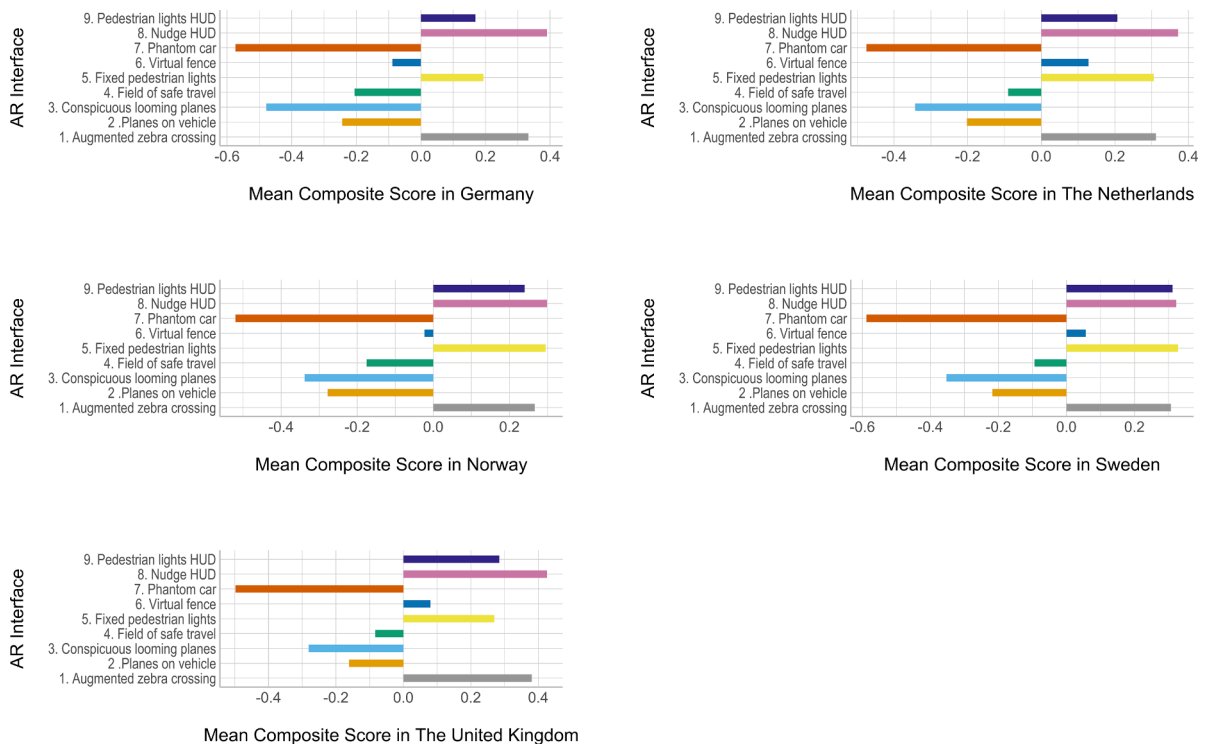 AR Interface
9. Pedestrian lights HUD
8. Nudge HUD
7. Phantom car
6. Virtual fence
5. Fixed pedestrian lights
4. Field of safe travel
3. Conspicuous looming planes
2 .Planes on vehicle
1. Augmented zebra crossing
-0.6 -0.4 -0.2 0.0 0.2 0.4
Mean Composite Score in Germany
AR Interface
9. Pedestrian lights HUD
8. Nudge HUD
7. Phantom car
6. Virtual fence
5. Fixed pedestrian lights
4. Field of safe travel
3. Conspicuous looming planes
2 .Planes on vehicle
1. Augmented zebra crossing
-0.4 -0.2 0.0 0.2 0.4
Mean Composite Score in The Netherlands
AR Interface
9. Pedestrian lights HUD
8. Nudge HUD
7. Phantom car
6. Virtual fence
5. Fixed pedestrian lights
4. Field of safe travel
3. Conspicuous looming planes
2 .Planes on vehicle
1. Augmented zebra crossing
-0.4 -0.2 0.0 0.2
Mean Composite Score in Norway
AR Interface
9. Pedestrian lights HUD
8. Nudge HUD
7. Phantom car
6. Virtual fence
5. Fixed pedestrian lights
4. Field of safe travel
3. Conspicuous looming planes
2 .Planes on vehicle
1. Augmented zebra crossing
-0.6 -0.4 -0.2 0.0 0.2
Mean Composite Score in Sweden
AR Interface
9. Pedestrian lights HUD
8. Nudge HUD
7. Phantom car
6. Virtual fence
5. Fixed pedestrian lights
4. Field of safe travel
3. Conspicuous looming planes
2 .Planes on vehicle
1. Augmented zebra crossing
-0.4 -0.2 0.0 0.2 0.4
Mean Composite Score in The United Kingdom